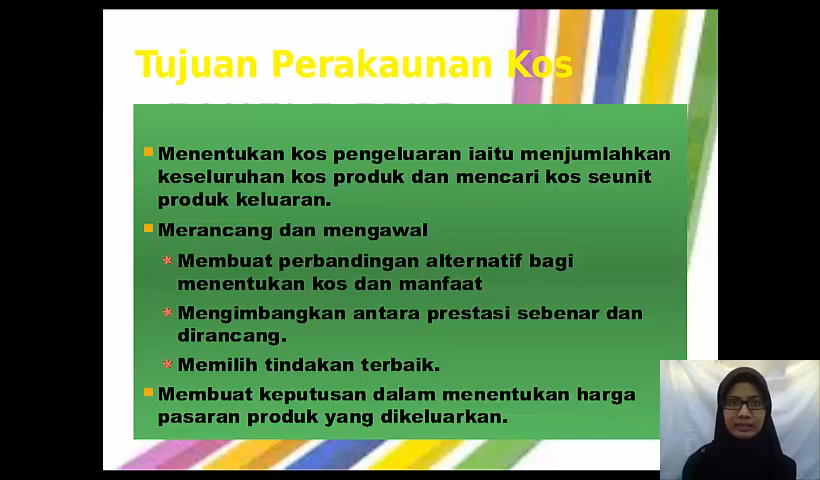 Tujuan Perakaunan Kos
Menentukan kos pengeluaran iaitu menjumlahkan
keseluruhan kos produk dan mencari kos seunit
produk keluaran.
Merancang dan mengawal
Membuat perbandingan alternatif bagi
menentukan kos dan manfaat
Mengimbangkan antara prestasi sebenar dan
dirancang.
Memilih tindakan terbaik.
Membuat keputusan dalam menentukan harga
pasaran produk yang dikeluarkan.